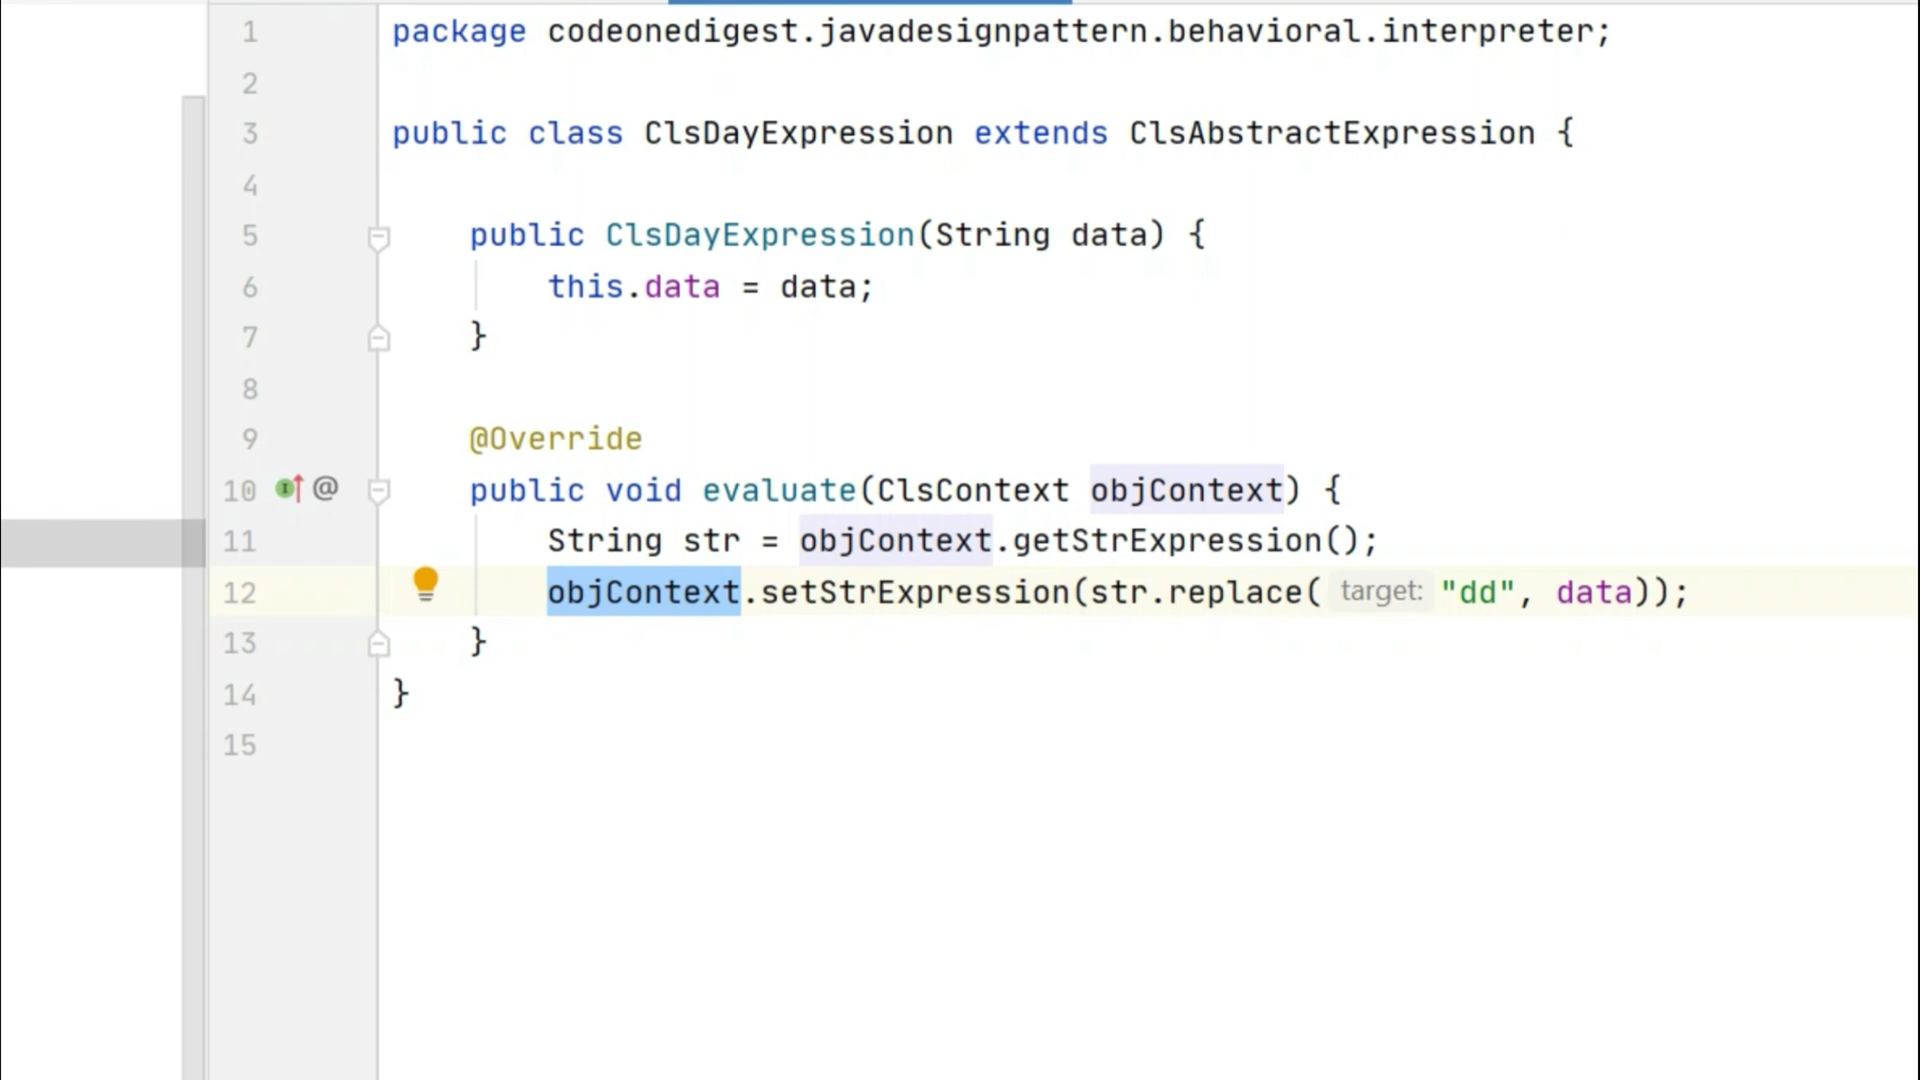 1 package codeonedigest.javadesignpattern.behavioral.interpreter;
2
3 public class ClsDayExpression extends ClsAbstractExpression {
4
5 public ClsDayExpression(String data) {
6 this.data = data;
7 }
8
9 @Override
10 @ public void evaluate(ClsContext objContext) {
11 String str = objContext.getStrExpression();
12 objContext.setStrExpression(str.replace( target: "dd", data));
13 }
14 }
15